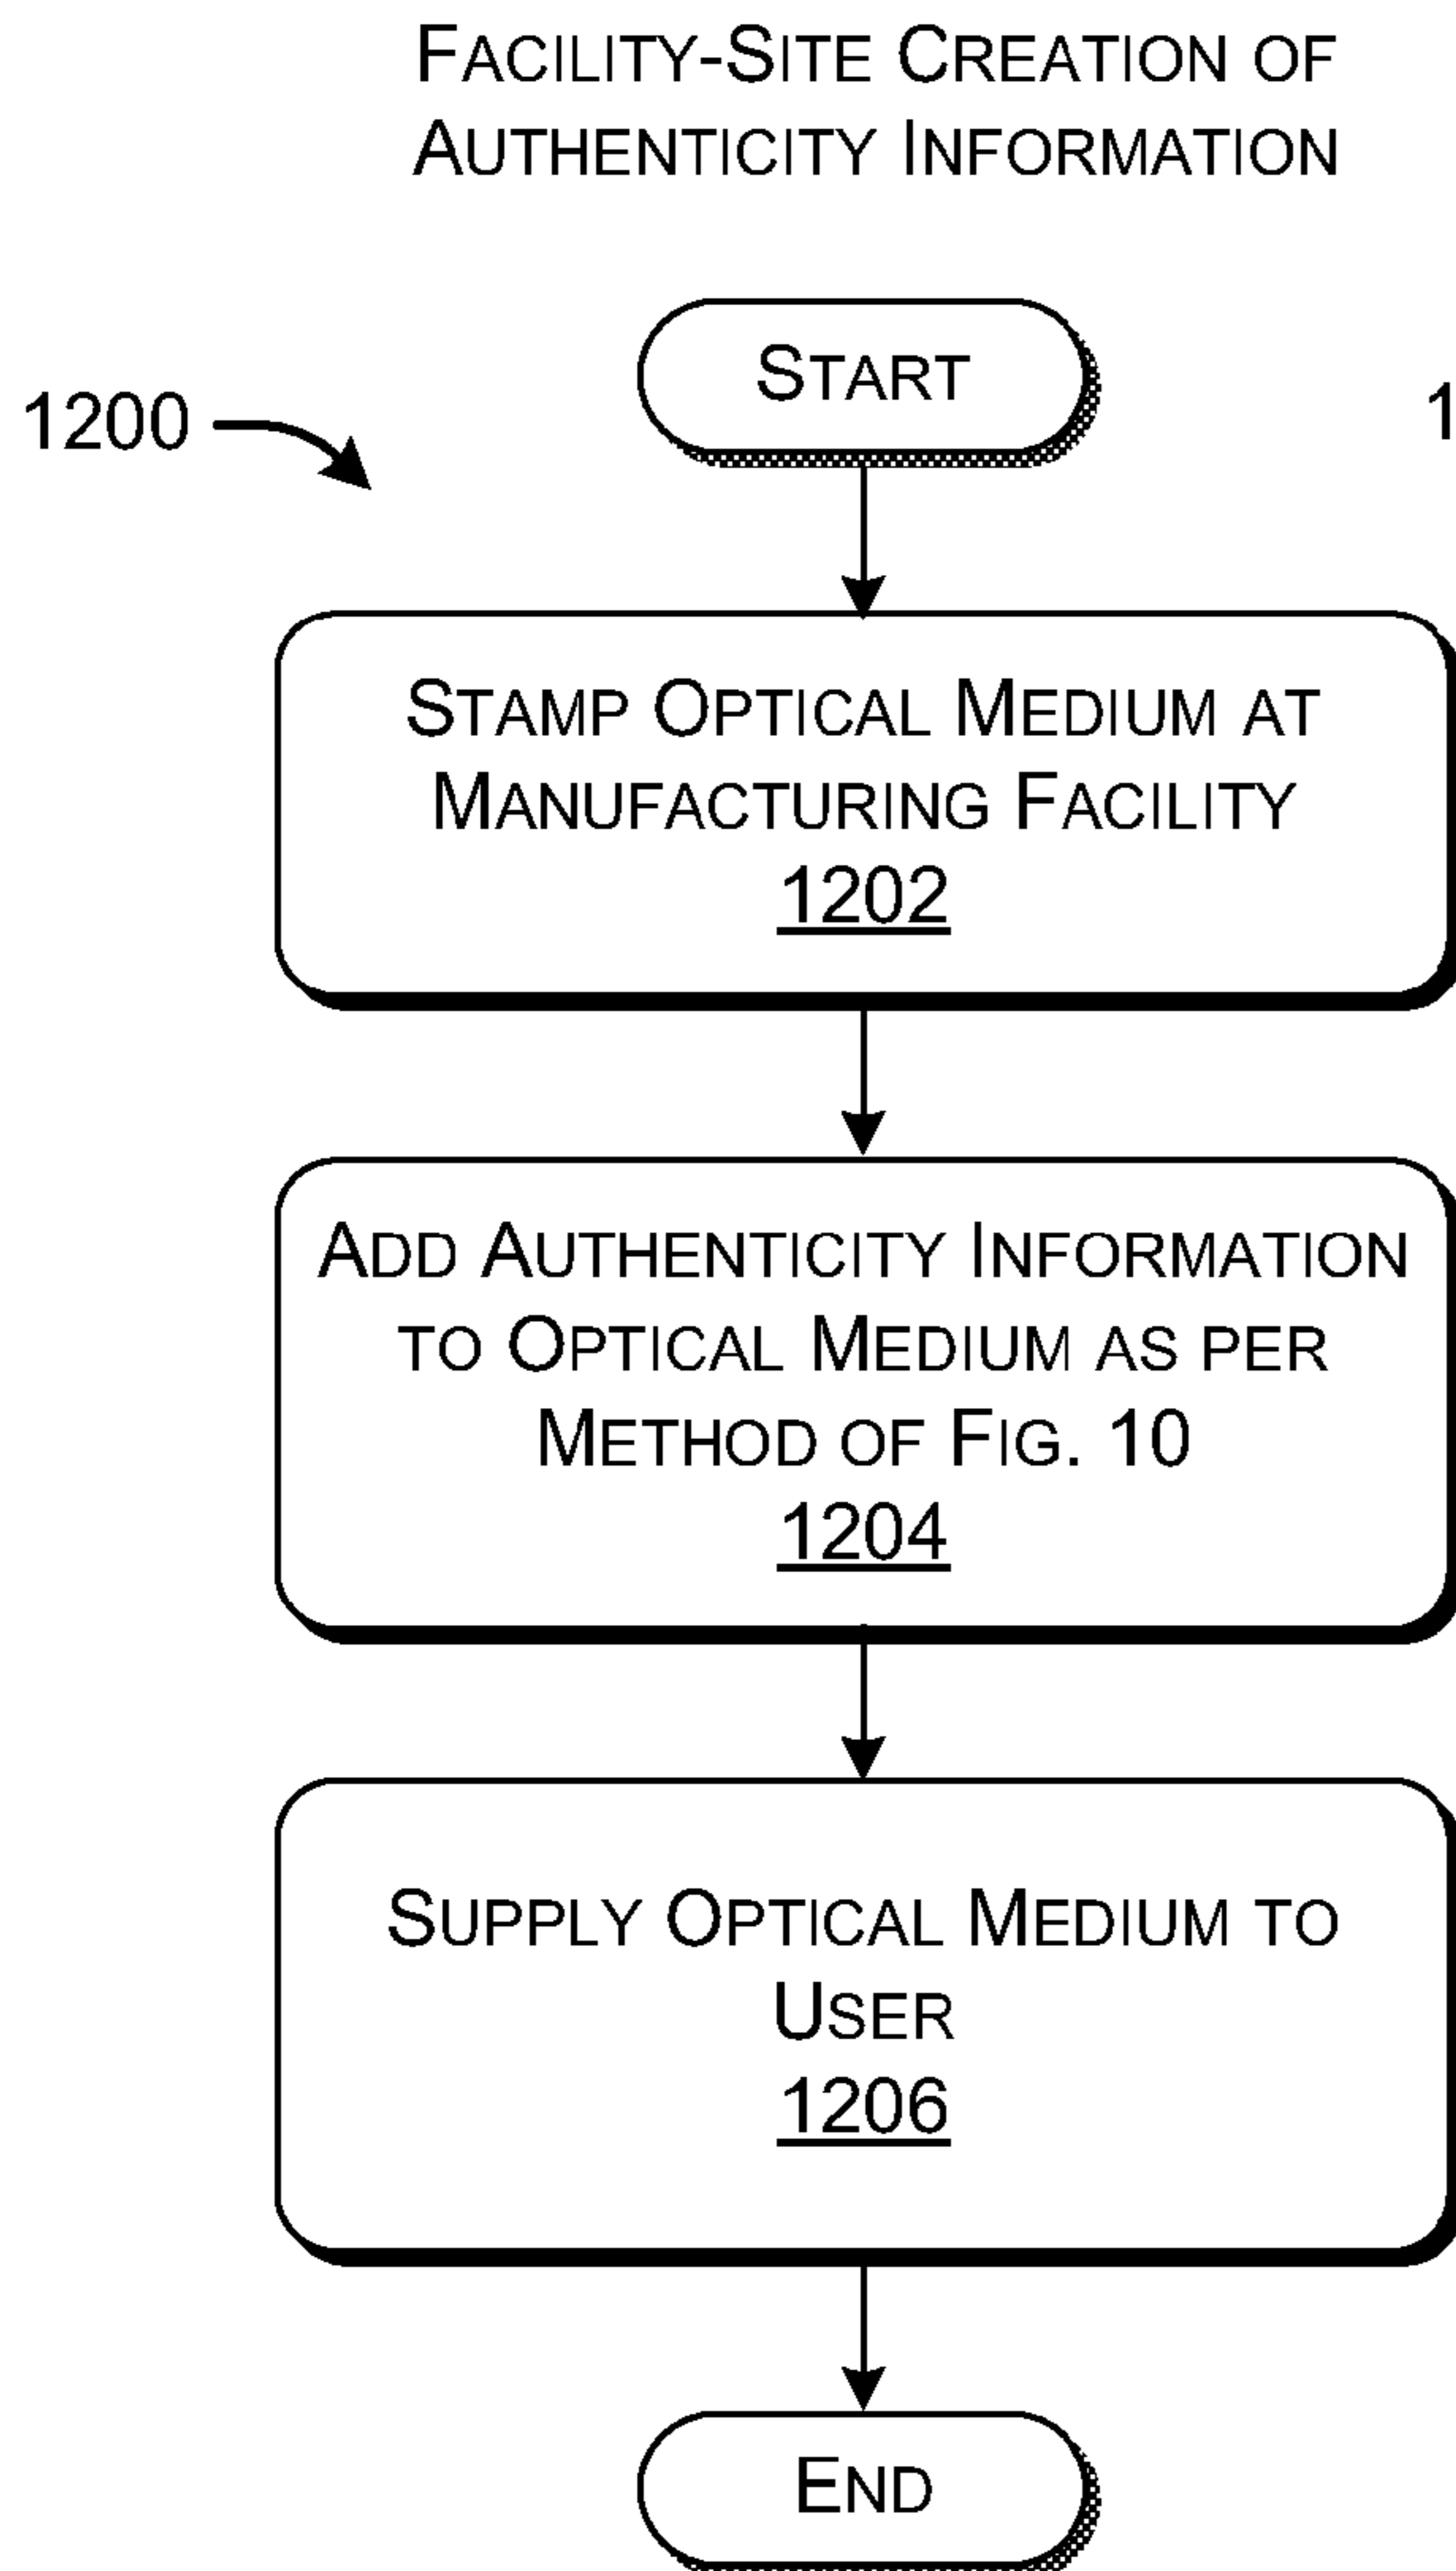 FACILITY-SITE CREATION OF
AUTHENTICITY INFORMATION
START
1200
1
STAMP OPTICAL MEDIUM AT
MANUFACTURING FACILITY
1202
ADD AUTHENTICITY INFORMATION
TO OPTICAL MEDIUM AS PER
METHOD OF FIG. 10
1204
SUPPLY OPTICAL MEDIUM TO
USER
1206
END